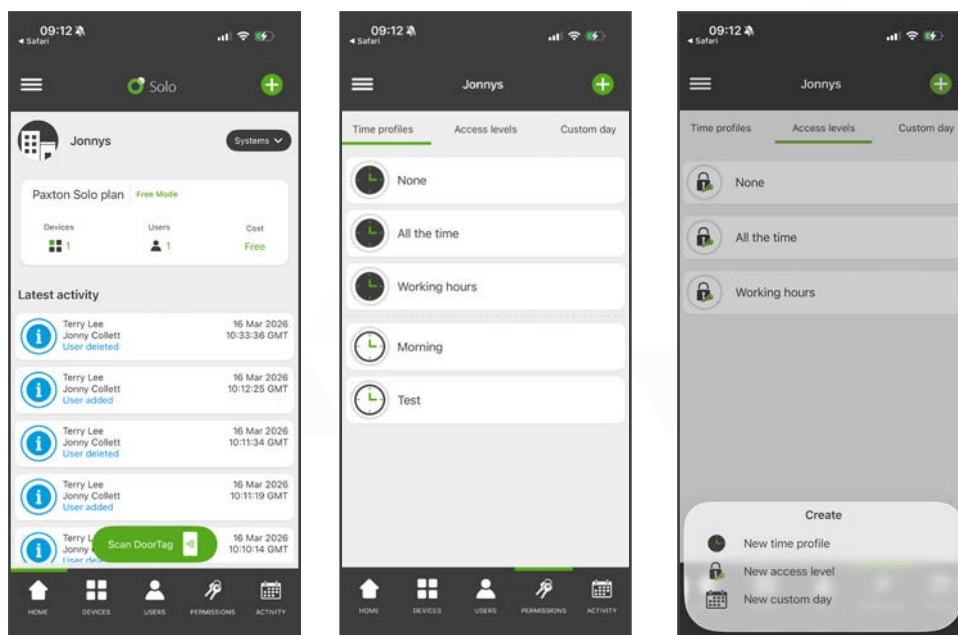 09:12
Safari
Solo
Jonnys
Systems
Paxton Solo plan
Free Mode
Devices
Users
Cost
1
1
Free
Latest activity
Terry Lee
16 Mar 2026
Jonny Collett
10:33:36 GMT
User deleted
Terry Lee
16 Mar 2026
Jonny Collett
10:12:25 GMT
User added
Terry Lee
16 Mar 2026
Jonny Collett
10:11:34 GMT
User deleted
Terry Lee
16 Mar 2026
Jonny Collett
10:11:19 GMT
User added
Terry L
16 Mar 2026
Jonny
10:10:14 GMT
User del
Scan DoorTag
HOME
DEVICES
USERS
PERMISSIONS
ACTIVITY
09:12
Safari
Jonnys
Time profiles
Access levels
Custom day
None
All the time
Working hours
Morning
Test
HOME
DEVICES
USERS
PERMISSIONS
ACTIVITY
09:12
Safari
Jonnys
Time profiles
Access levels
Custom day
None
All the time
Working hours
Create
New time profile
New access level
New custom day